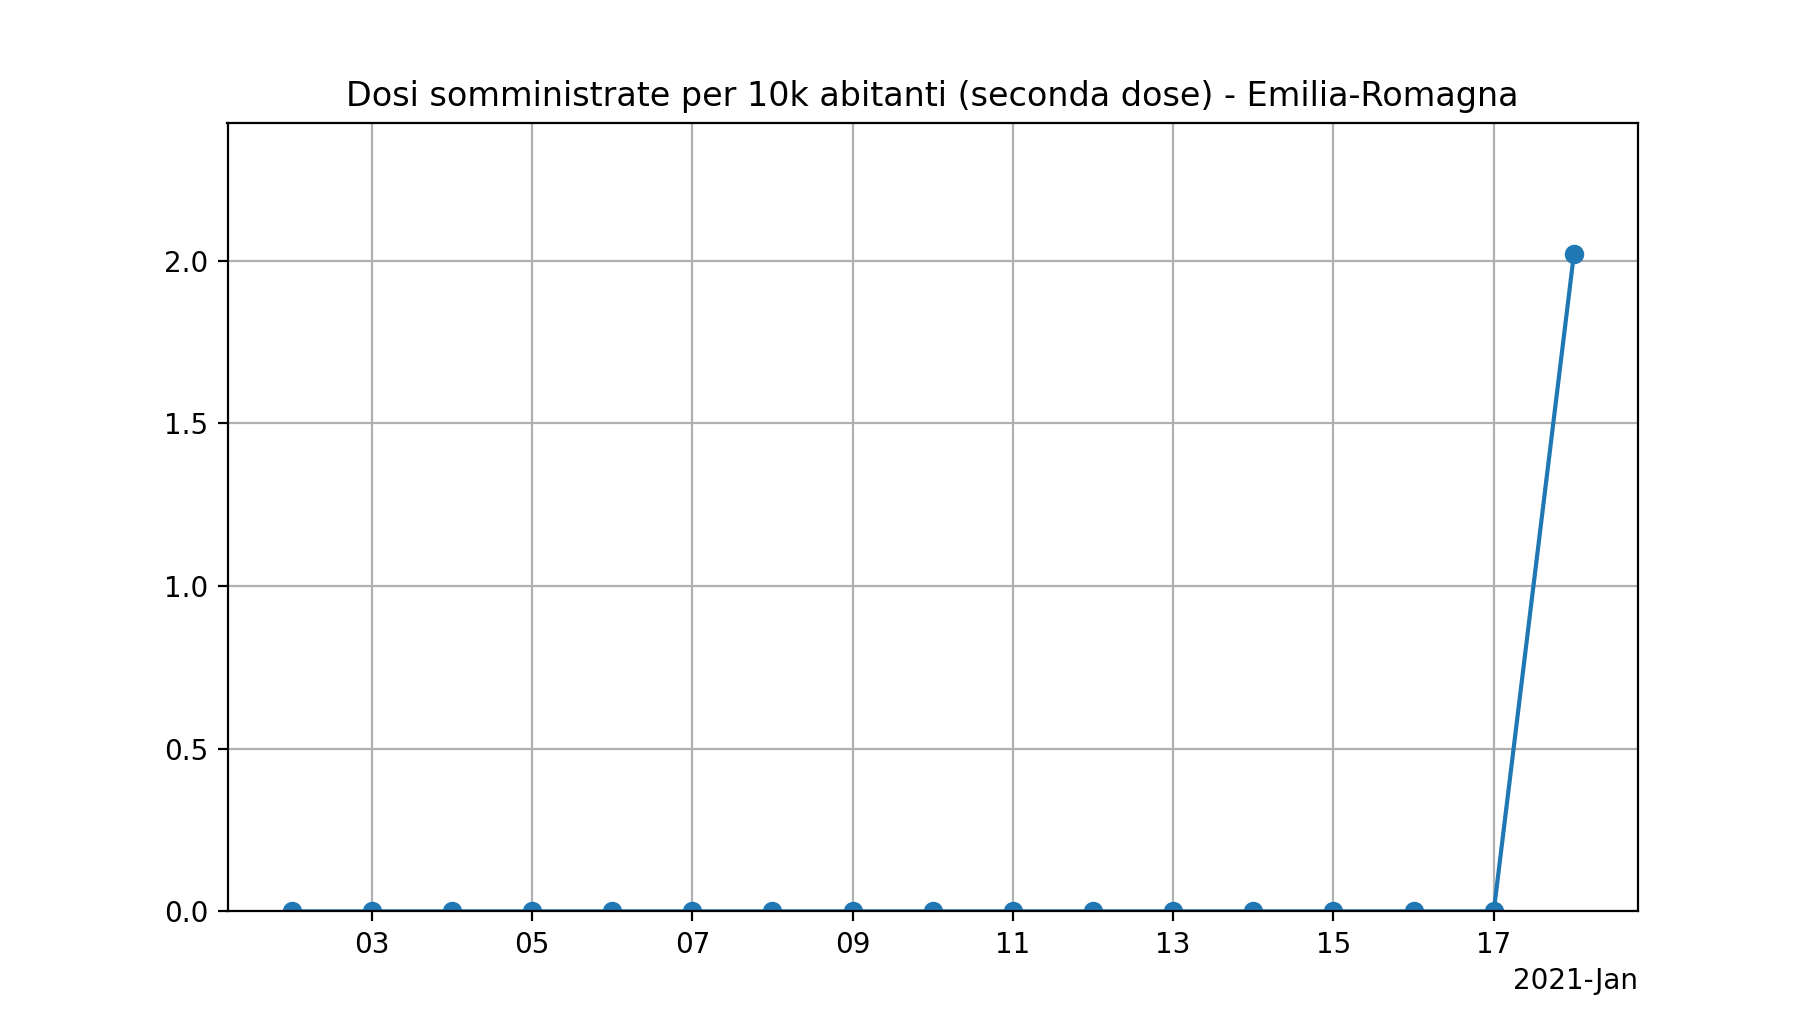 Dosi somministrate per 10k abitanti (seconda dose) - Emilia-Romagna
2.0
1.5
1.0
0.5
0.0
03 05 07 09 11 13 15 17
2021-Jan